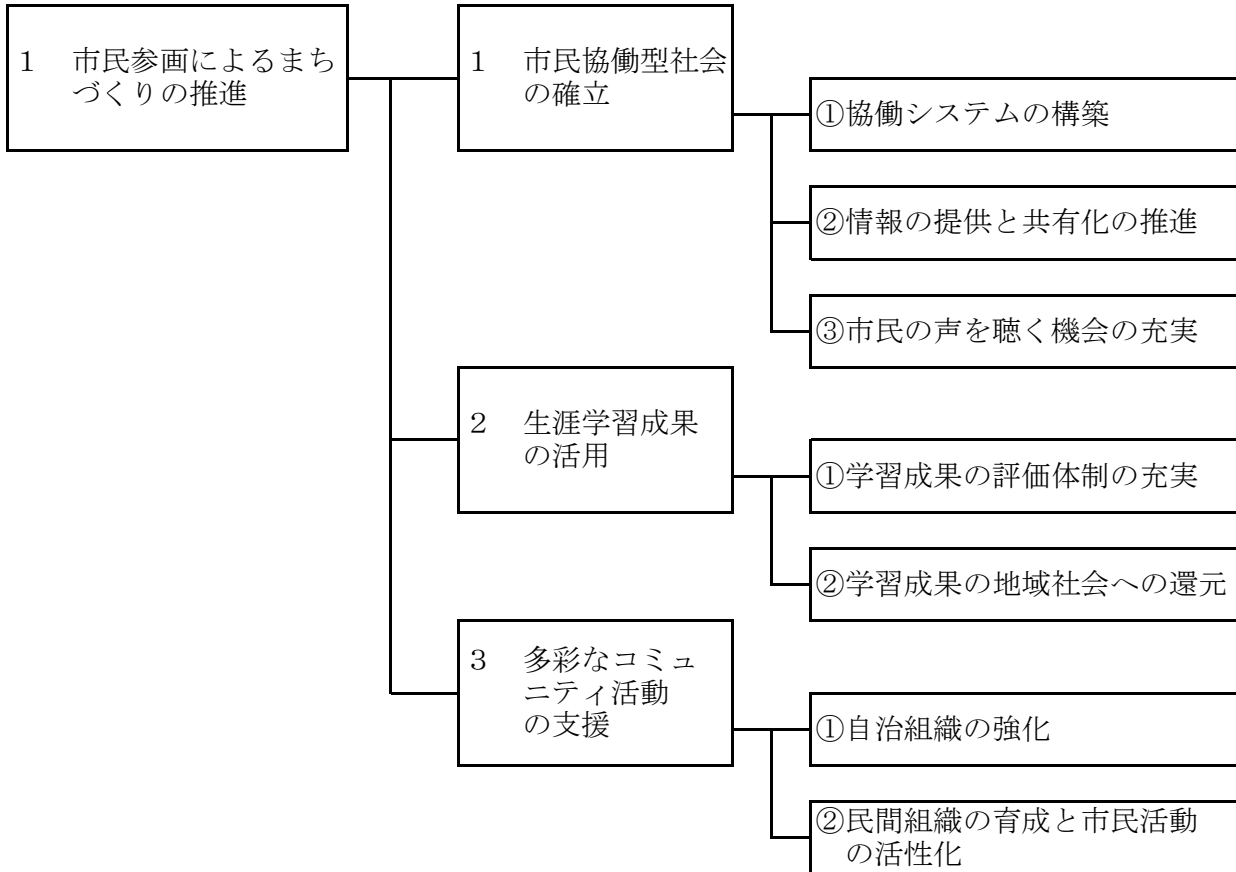 1 市民参画によるまち
づくりの推進
1 市民協働型社会
の確立
①協働システムの構築
②情報の提供と共有化の推進
③市民の声を聴く機会の充実
2 生涯学習成果
の活用
①学習成果の評価体制の充実
②学習成果の地域社会への還元
3 多彩なコミュ
ニティ活動
の支援
①自治組織の強化
②民間組織の育成と市民活動
の活性化